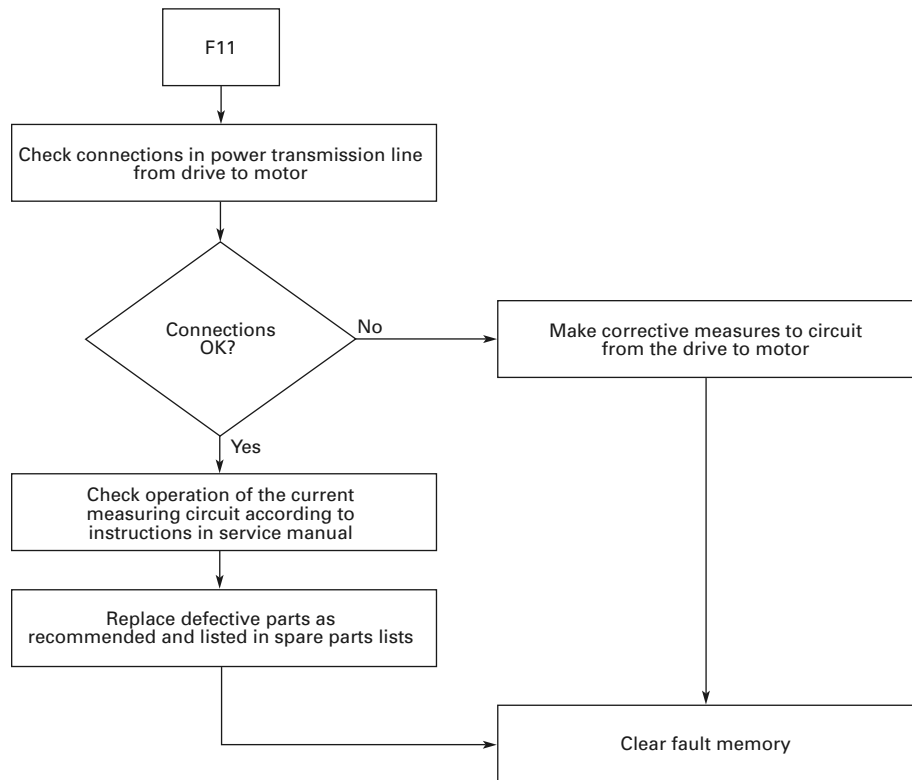 F11
Check connections in power transmission line
from drive to motor
Connections
OK?
No
Make corrective measures to circuit
from the drive to motor
Yes
Check operation of the current
measuring circuit according to
instructions in service manual
Replace defective parts as
recommended and listed in spare parts lists
Clear fault memory